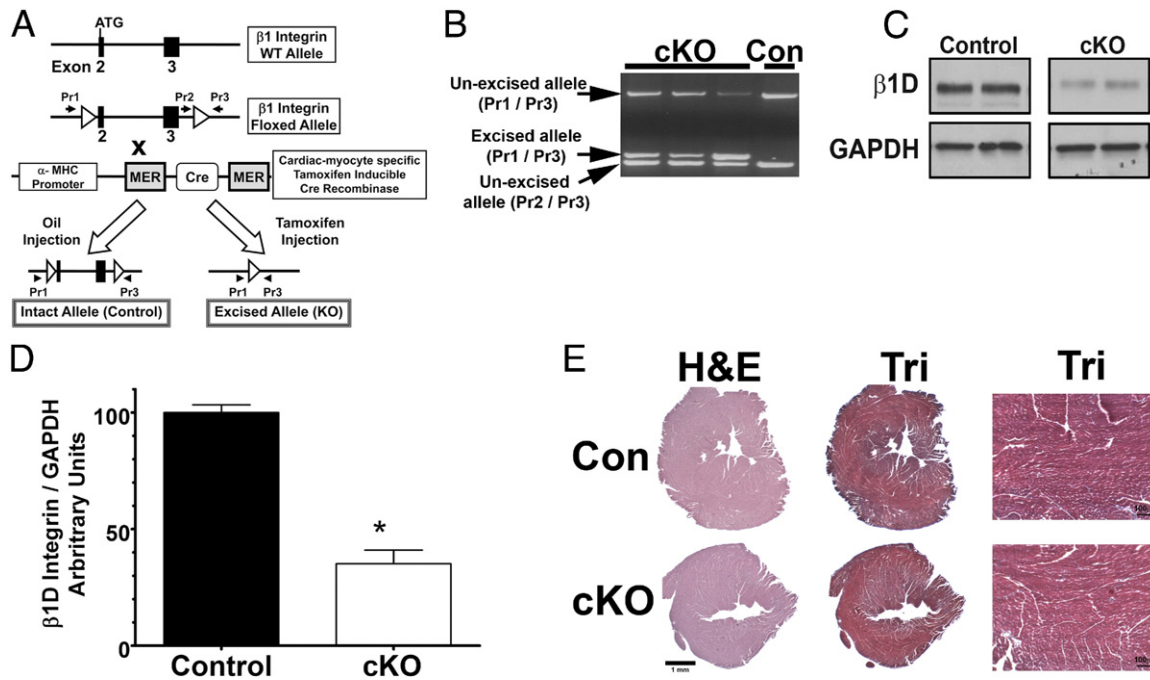 A
ATG
Exon 2 3
β1 Integrin
WT Allele
Pr1 Pr2 Pr3
2 3
β1 Integrin
Floxed Allele
x
α- MHC
Promoter
MER
Cre
MER
Cardiac-myocyte specific
Tamoxifen Inducible
Cre Recombinase
Oil
Injection
Tamoxifen
Injection
Pr1 Pr3
Intact Allele (Control)
Pr1 Pr3
Excised Allele (KO)
B
cKO Con
Un-excised allele
(Pr1 / Pr3)
Excised allele
(Pr1 / Pr3)
Un-excised
allele (Pr2 / Pr3)
C
Control cKO
β1D
GAPDH
D
β1D Integrin / GAPDH
Arbritrary Units
100
50
0
*
Control cKO
E
H&E Tri Tri
Con
cKO
1 mm
100
100